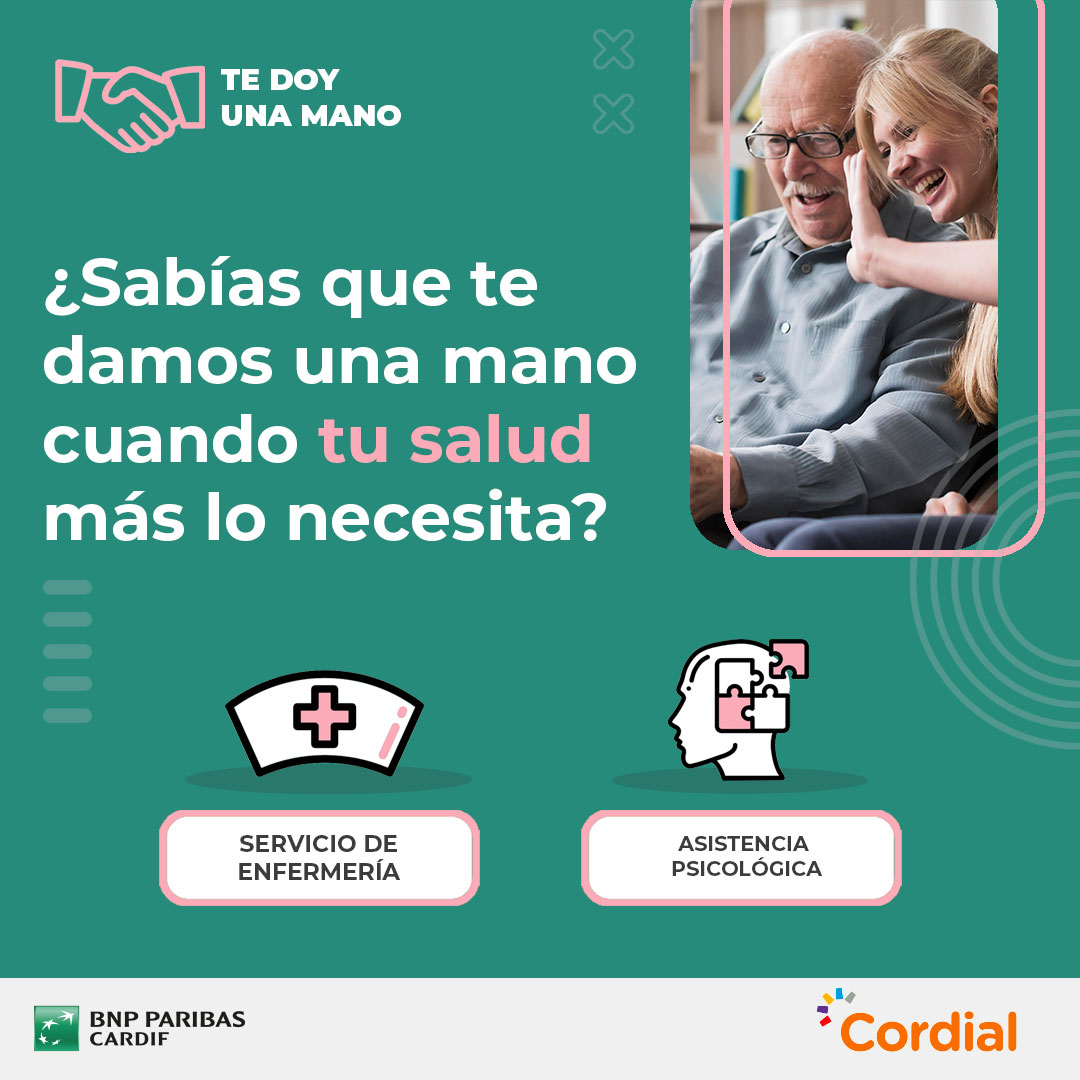 TE DOY
UNA MANO
¿Sabías que te
damos una mano
cuando tu salud
más lo necesita?
SERVICIO DE
ENFERMERÍA
ASISTENCIA
PSICOLÓGICA
BNP PARIBAS
CARDIF
Cordial